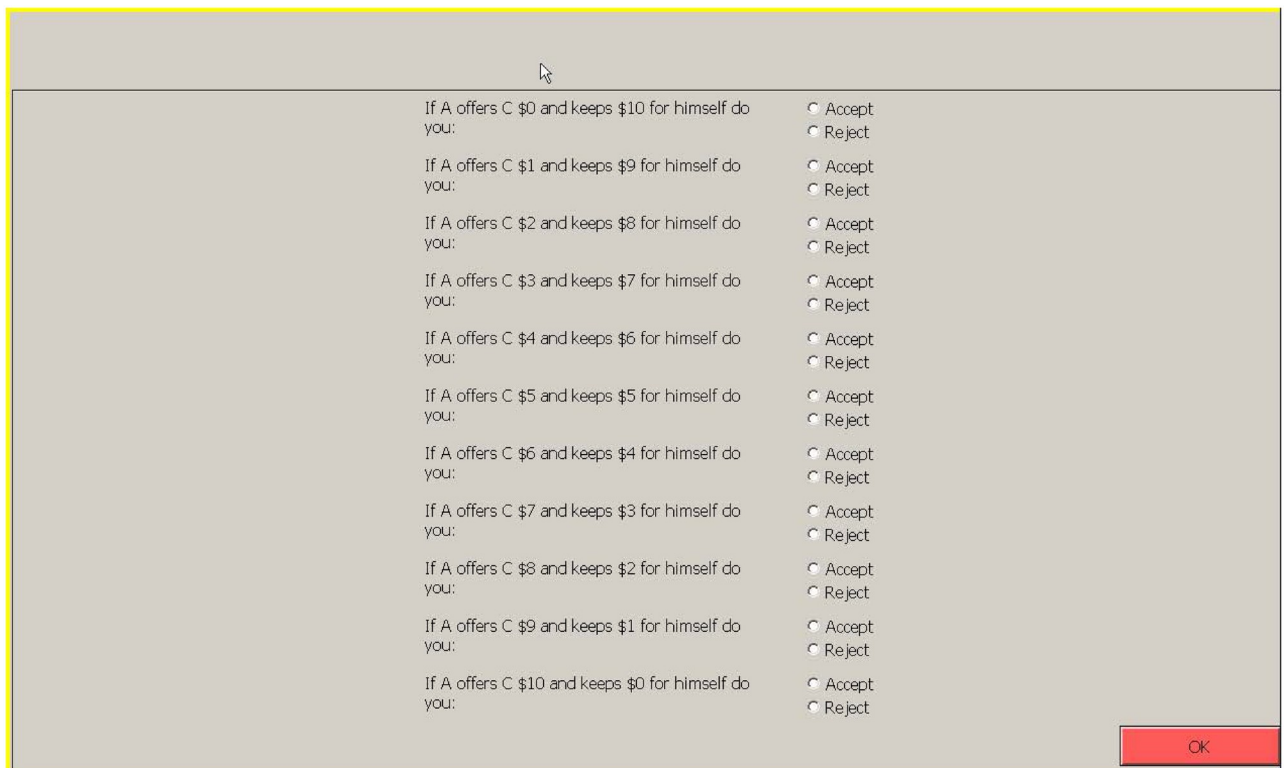 If A offers C $0 and keeps $10 for himself do
you:
Accept
Reject
If A offers C $1 and keeps $9 for himself do
you:
Accept
Reject
If A offers C $2 and keeps $8 for himself do
you:
Accept
Reject
If A offers C $3 and keeps $7 for himself do
you:
Accept
Reject
If A offers C $4 and keeps $6 for himself do
you:
Accept
Reject
If A offers C $5 and keeps $5 for himself do
you:
Accept
Reject
If A offers C $6 and keeps $4 for himself do
you:
Accept
Reject
If A offers C $7 and keeps $3 for himself do
you:
Accept
Reject
If A offers C $8 and keeps $2 for himself do
you:
Accept
Reject
If A offers C $9 and keeps $1 for himself do
you:
Accept
Reject
If A offers C $10 and keeps $0 for himself do
you:
Accept
Reject
OK